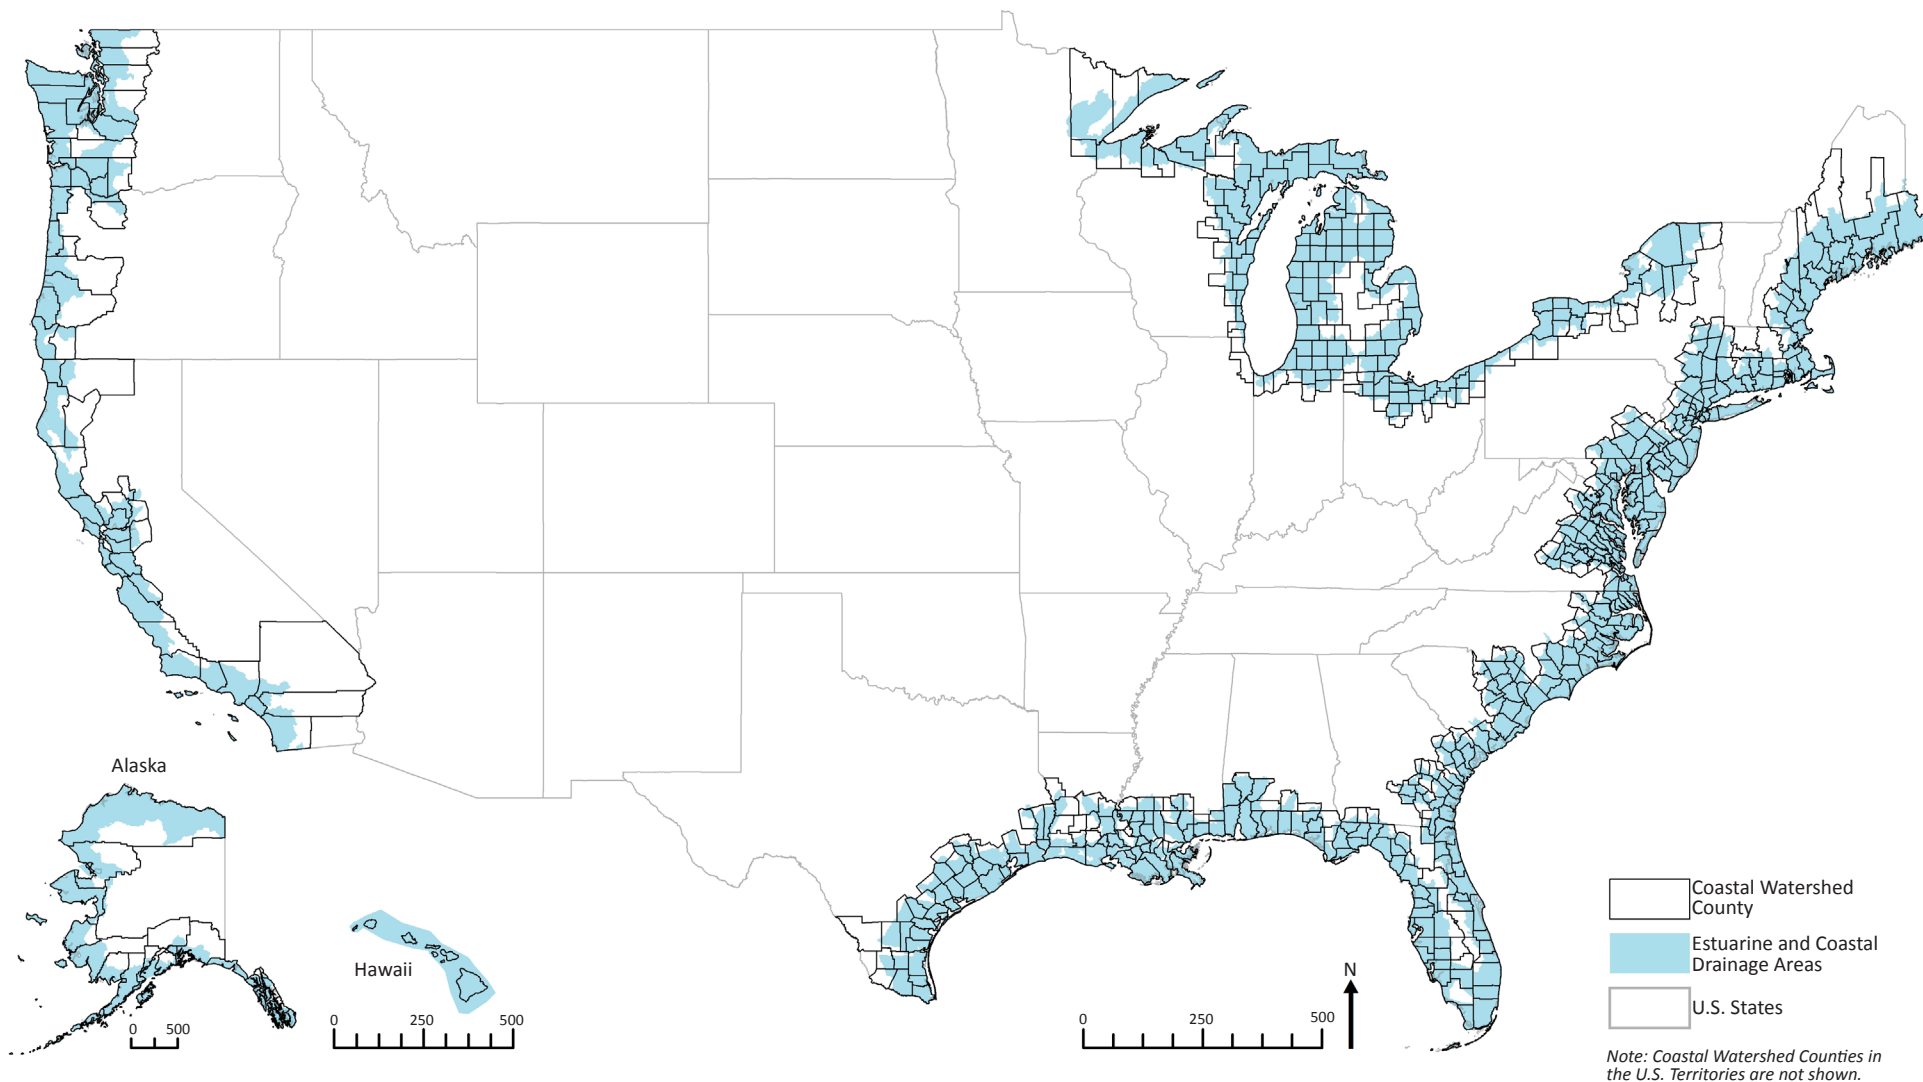 Alaska
Hawaii
0 500
0 250 500
0 250 500
N
Coastal Watershed
County
Estuarine and Coastal
Drainage Areas
U.S. States
Note: Coastal Watershed Counties in
the U.S. Territories are not shown.